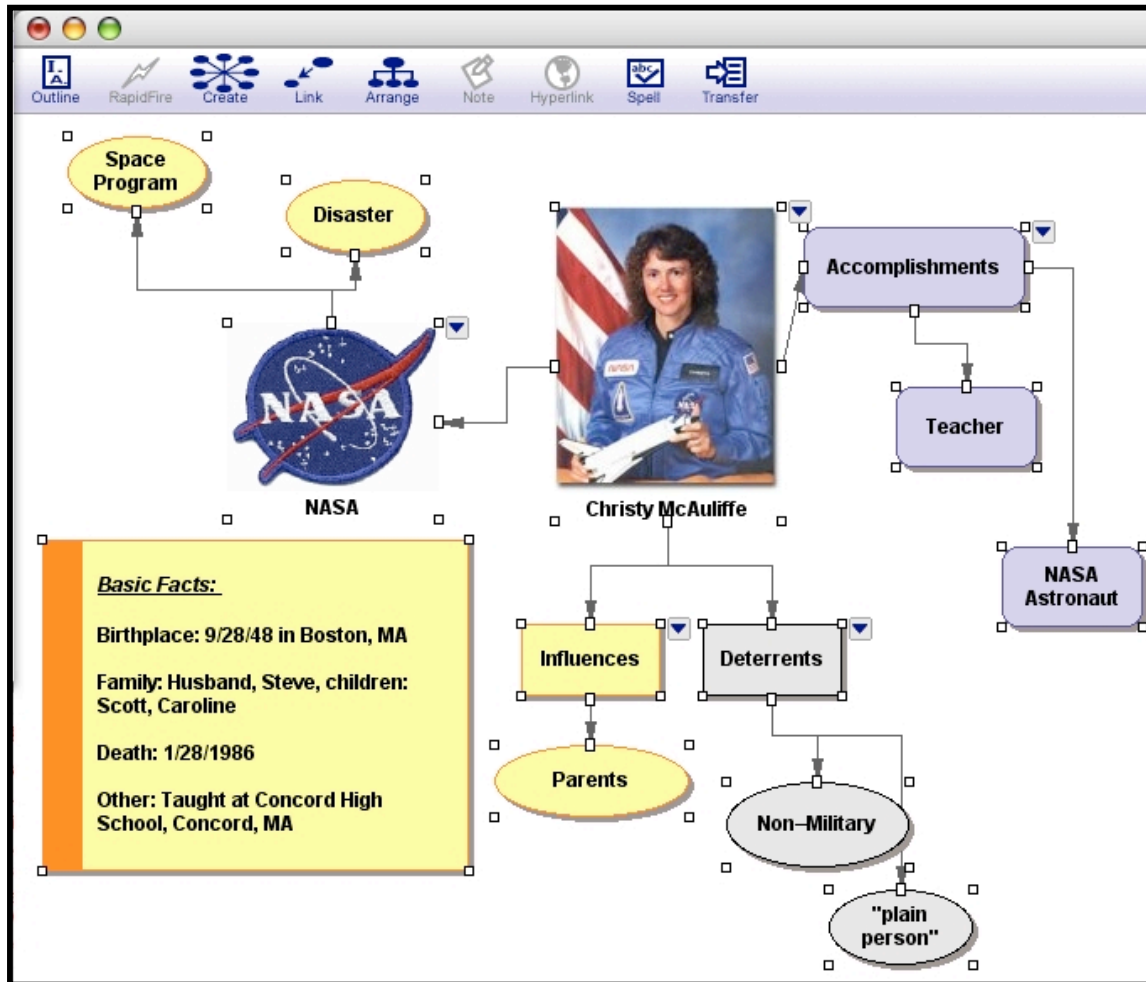 I.
A.
abc
Outline
RapidFire
Create
Link
Arrange
Note
Hyperlink
Spell
Transfer
Space
Program
Disaster
Accomplishments
NASA
NASA
Teacher
NASA
Christy McAuliffe
NASA
Astronaut
Basic Facts:
Birthplace: 9/28/48 in Boston, MA
Family: Husband, Steve, children:
Scott, Caroline
Death: 1/28/1986
Other: Taught at Concord High
School, Concord, MA
Influences
Deterrents
Parents
Non–Military
"plain
person"